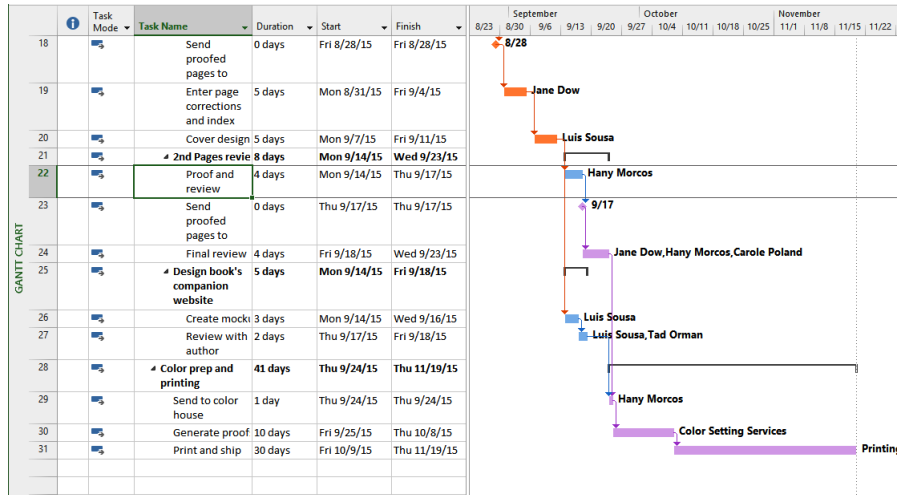 Task
Mode Task Name Duration Start Finish
September October November
8/23 8/30 9/6 9/13 9/20 9/27 10/4 10/11 10/18 10/25 11/1 11/8 11/15 11/22
GANTT CHART
18 Send 0 days Fri 8/28/15 Fri 8/28/15 8/28
proofed
pages to
19 Enter page 5 days Mon 8/31/15 Fri 9/4/15 Jane Dow
corrections
and index
20 Cover design 5 days Mon 9/7/15 Fri 9/11/15 Luis Sousa
21 2nd Pages revie 8 days Mon 9/14/15 Wed 9/23/15
22 Proof and 4 days Mon 9/14/15 Thu 9/17/15 Hany Morcos
review
23 Send 0 days Thu 9/17/15 Thu 9/17/15 9/17
proofed
pages to
24 Final review 4 days Fri 9/18/15 Wed 9/23/15 Jane Dow,Hany Morcos,Carole Poland
25 Design book's 5 days Mon 9/14/15 Fri 9/18/15
companion
website
26 Create mocku 3 days Mon 9/14/15 Wed 9/16/15 Luis Sousa
27 Review with 2 days Thu 9/17/15 Fri 9/18/15 Luis Sousa,Tad Orman
author
28 Color prep and 41 days Thu 9/24/15 Thu 11/19/15
printing
29 Send to color 1 day Thu 9/24/15 Thu 9/24/15 Hany Morcos
house
30 Generate proof 10 days Fri 9/25/15 Thu 10/8/15 Color Setting Services
31 Print and ship 30 days Fri 10/9/15 Thu 11/19/15 Printing